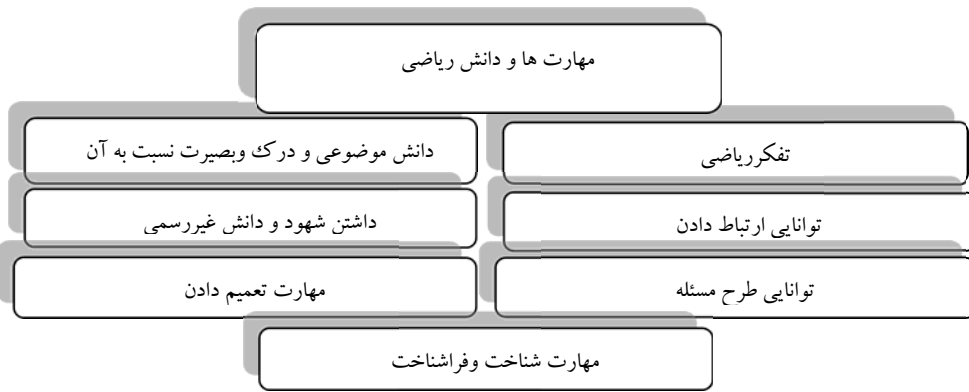 مهارت ها و دانش ریاضی
تفکرریاضی
دانش موضوعی و درک وبصیرت نسبت به آن
توانایی ارتباط دادن
داشتن شهود و دانش غیررسمی
توانایی طرح مسئله
مهارت تعمیم دادن
مهارت شناخت وفراشناخت